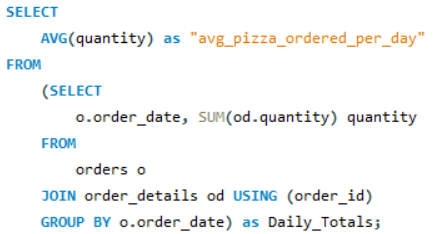 SELECT
    AVG(quantity) as "avg_pizza_ordered_per_day"
FROM
    (SELECT
        o.order_date, SUM(od.quantity) quantity
    FROM
        orders o
    JOIN order_details od USING (order_id)
    GROUP BY o.order_date) as Daily_Totals;